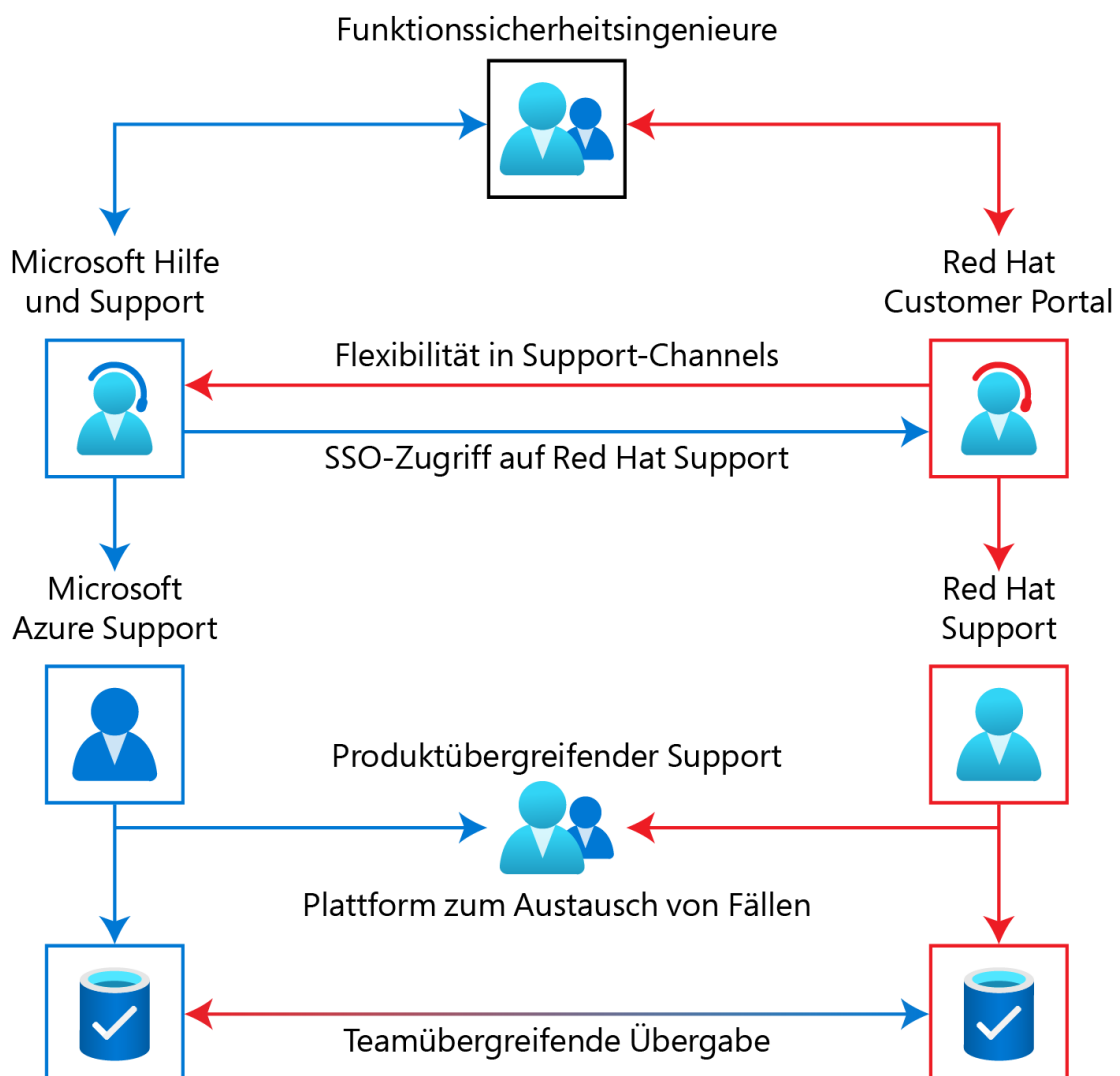 Funktionssicherheitsingenieure
Microsoft Hilfe
und Support
Red Hat
Customer Portal
Flexibilität in Support-Channels
SSO-Zugriff auf Red Hat Support
Microsoft
Azure Support
Red Hat
Support
Produktübergreifender Support
Plattform zum Austausch von Fällen
Teamübergreifende Übergabe